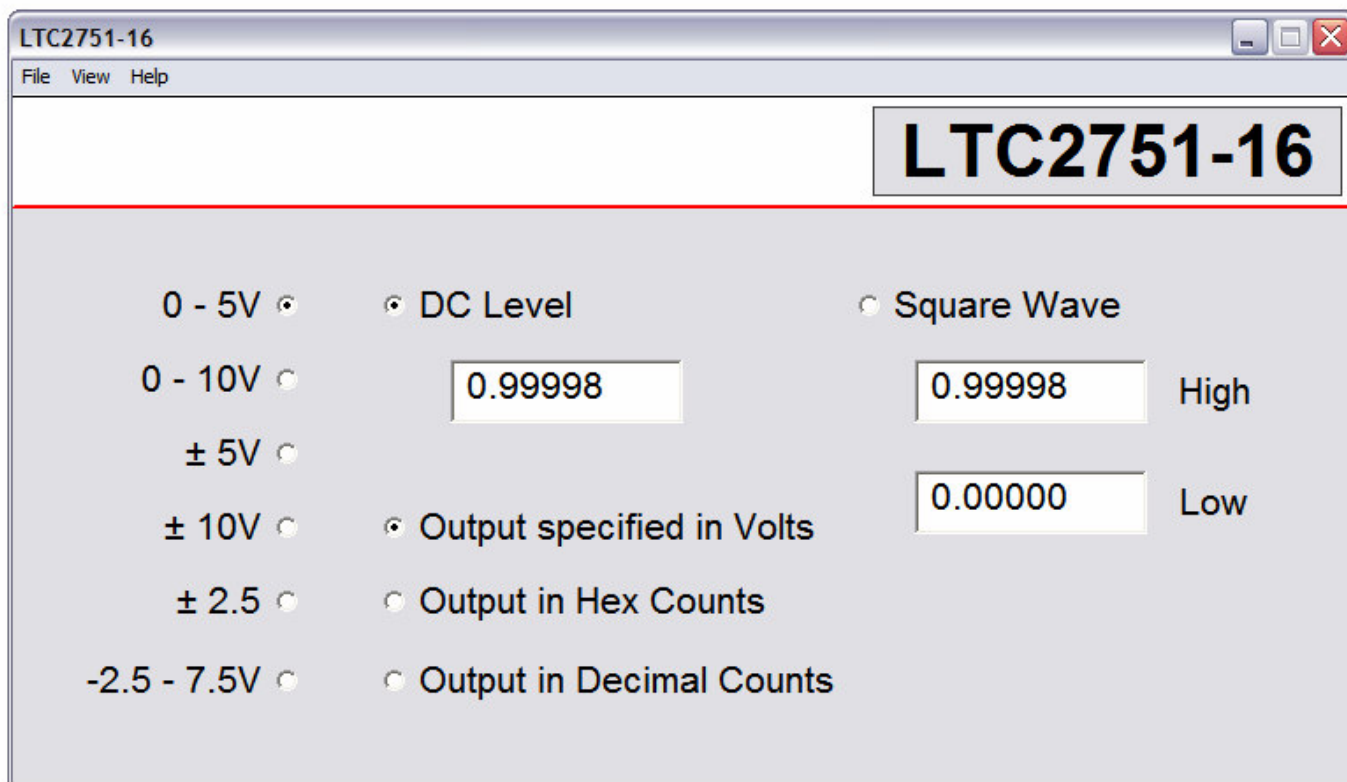 LTC2751-16
File View Help
LTC2751-16
0 - 5V
DC Level
Square Wave
0 - 10V
0.99998
0.99998
High
± 5V
0.00000
Low
± 10V
Output specified in Volts
± 2.5
Output in Hex Counts
-2.5 - 7.5V
Output in Decimal Counts